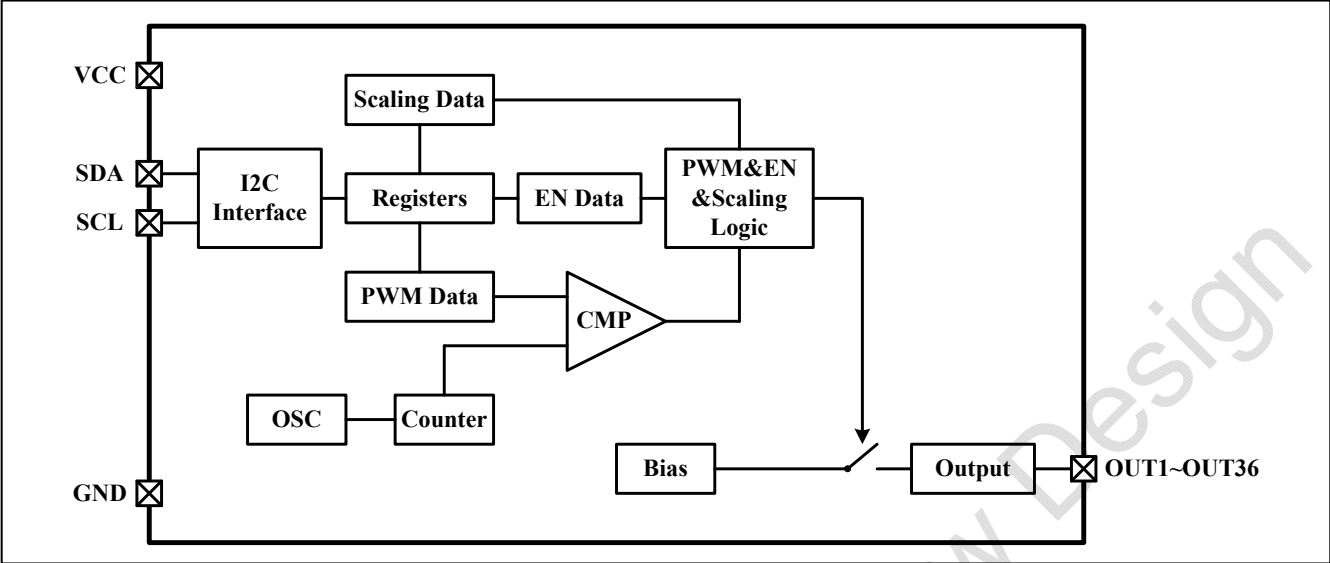 VCC
Scaling Data
SDA
SCL
I2C
Interface
Registers
EN Data
PWM&EN
&Scaling
Logic
PWM Data
CMP
OSC
Counter
GND
Bias
Output
OUT1~OUT36
Design